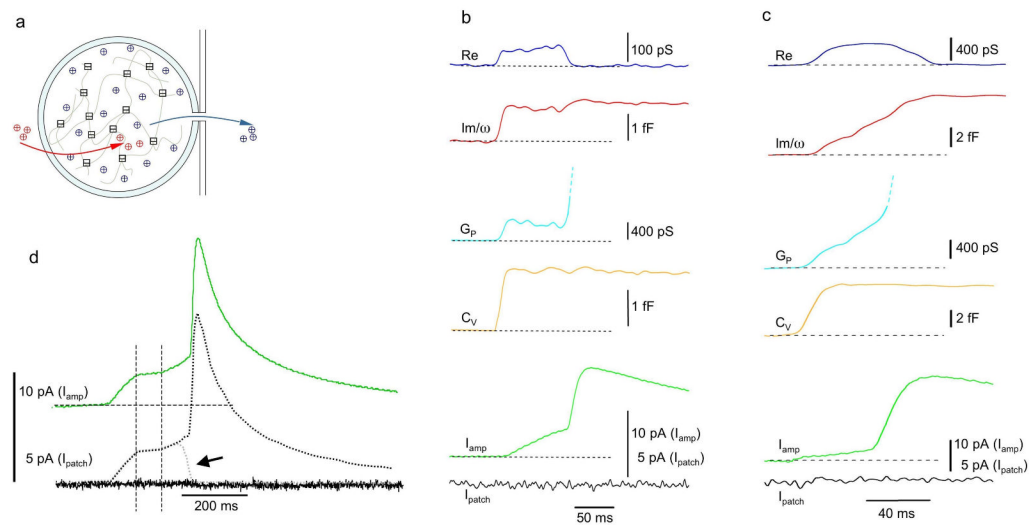 a
d
10 pA (Iamp)
5 pA (Ipatch)
200 ms
b
Re
100 pS
Im/ω
1 fF
GP
400 pS
CV
1 fF
Iamp
10 pA (Iamp)
5 pA (Ipatch)
Ipatch
50 ms
c
Re
400 pS
Im/ω
2 fF
GP
400 pS
CV
2 fF
Iamp
10 pA (Iamp)
5 pA (Ipatch)
Ipatch
40 ms